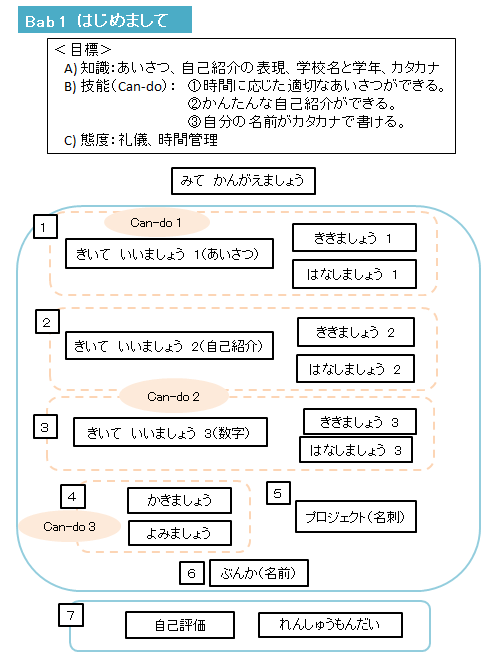 Bab1 はじめまして
＜目標＞
A) 知識：あいさつ、自己紹介の表現、学校名と学年、カタカナ
B) 技能（Can-do）： ①時間に応じた適切なあいさつができる。
②かんたんな自己紹介ができる。
③自分の名前がカタカナで書ける。
C) 態度：礼儀、時間管理
みて かんがえましょう
1
Can-do 1
きいて いいましょう 1（あいさつ）
ききましょう 1
はなしましょう 1
2
きいて いいましょう 2（自己紹介）
ききましょう 2
はなしましょう 2
Can-do 2
3
きいて いいましょう 3（数字）
ききましょう 3
はなしましょう 3
4
かきましょう
よみましょう
Can-do 3
5
プロジェクト（名刺）
6
ぶんか（名前）
7
自己評価
れんしゅうもんだい